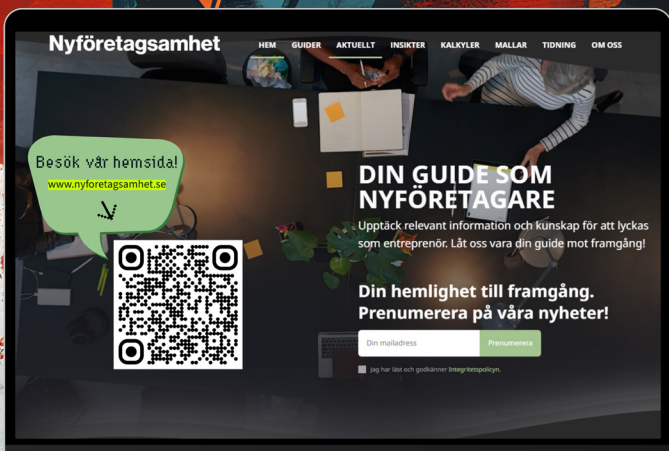 Nyföretagsamhet
HEM GUIDER AKTUELLT INSIKTER KALKYLER MALLAR TIDNING OM OSS
Besök vår hemsida!
www.nyforetagsamhet.se
DIN GUIDE SOM
NYFÖRETAGARE
Upptäck relevant information och kunskap för att lyckas
som entreprenör. Låt oss vara din guide mot framgång!
Din hemlighet till framgång.
Prenumerera på våra nyheter!
Din mailadress Prenumerera
Jag har läst och godkänner Integritetspolicyn.